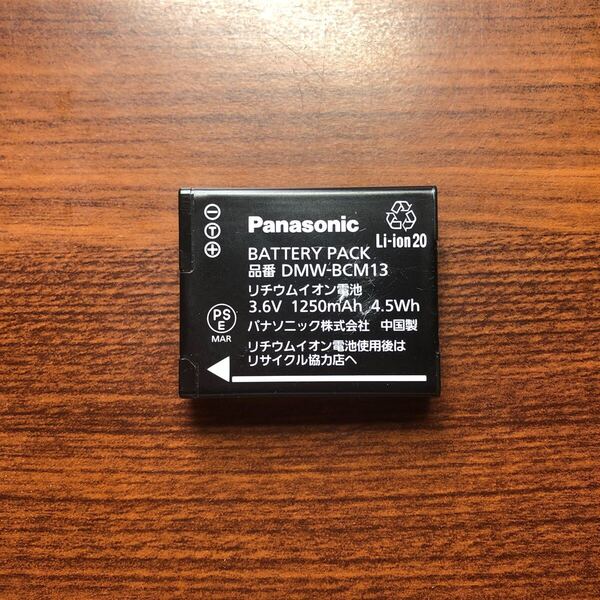 Panasonic
Li-ion20
BATTERY PACK
品番 DMW-BCM13
リチウムイオン電池
3.6V 1250mAh 4.5Wh
パナソニック株式会社 中国製
リチウムイオン電池使用後は
リサイクル協力店へ
T
PS
E
MAR